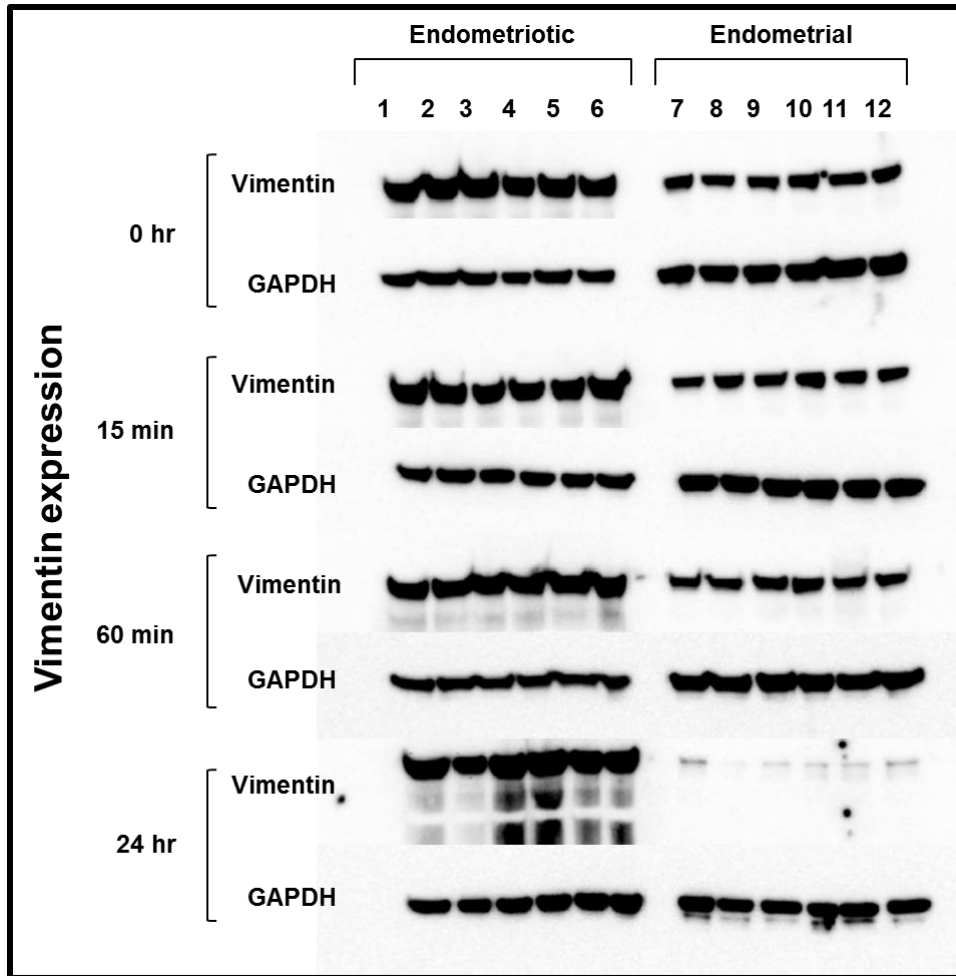 Endometriotic Endometrial
1 2 3 4 5 6 7 8 9 10 11 12
Vimentin expression
0 hr
Vimentin
GAPDH
15 min
Vimentin
GAPDH
60 min
Vimentin
GAPDH
24 hr
Vimentin
GAPDH